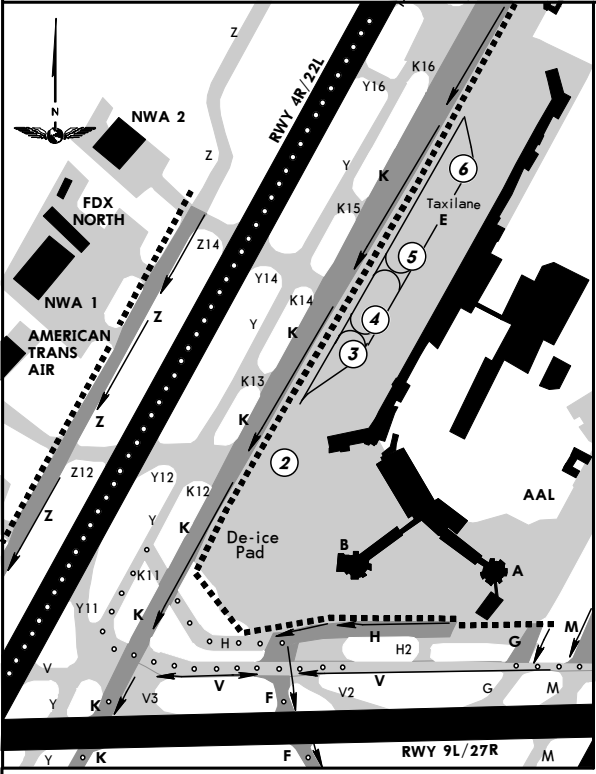 Z
K16
N
RWY 4R/22L
Y16
NWA 2
Z
Y
K
6
FDX
NORTH
K15
Taxilane
E
Z14
5
Y14
NWA 1
K14
Z
Y
K
4
AMERICAN
TRANS
AIR
3
K13
Z
K
2
Z12
Y12
K12
AAL
Z
Y
K
De-ice
Pad
B
K11
A
Y11
K
H
H
G
M
H2
V
V
V
Y
K
V3
F
V2
G
M
Y
K
F
RWY 9L/27R
M